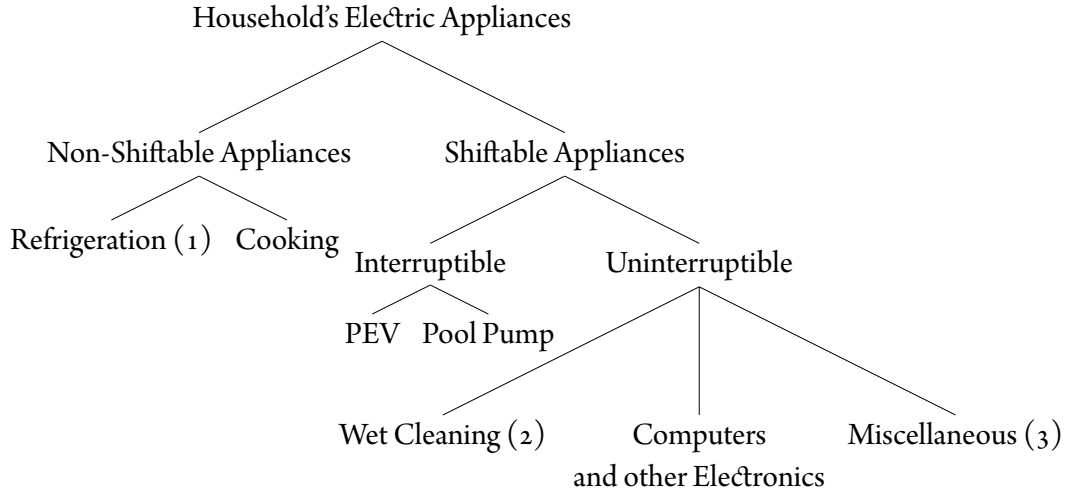 Household's Electric Appliances
Non-Shiftable Appliances
Shiftable Appliances
Refrigeration (1)
Cooking
Interruptible
Uninterruptible
PEV
Pool Pump
Wet Cleaning (2)
Computers
and other Electronics
Miscellaneous (3)